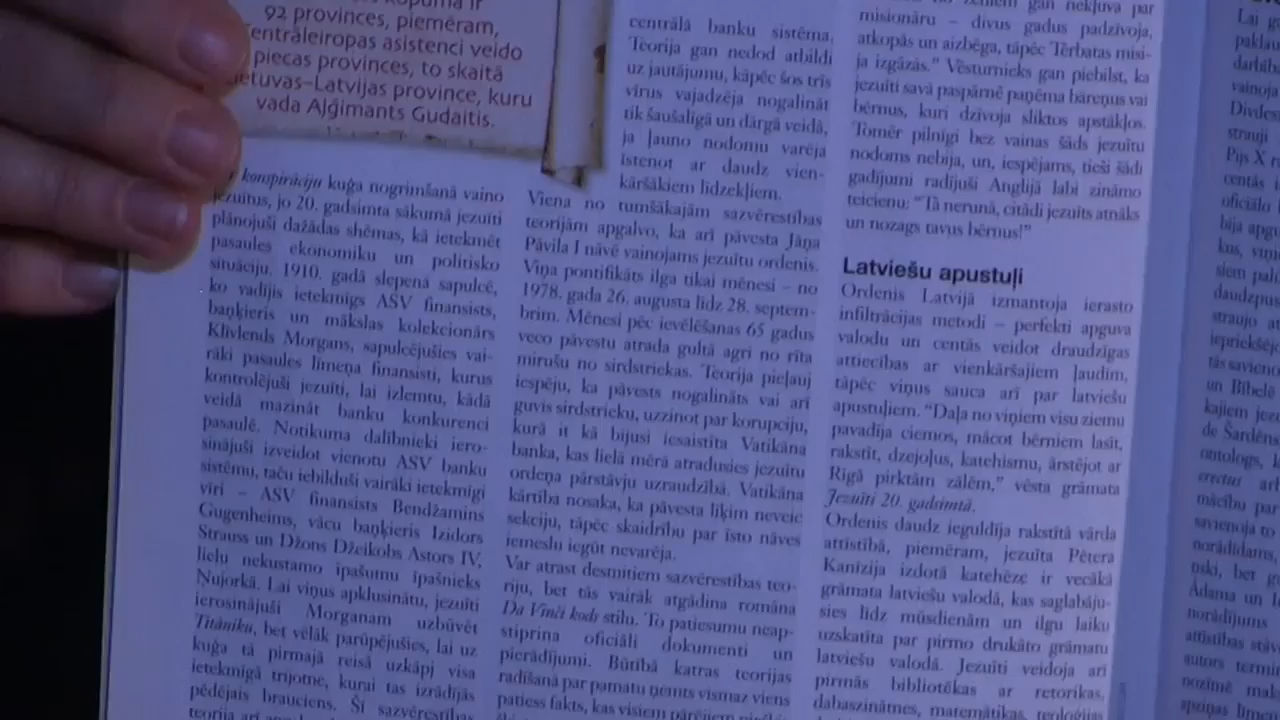 92 provinces, piemēram,
entrāleiropas asistenci veido
piecas provinces, to skaitā
ietuvas–Latvijas province, kuru
vada Aļģimants Gudaitis.
konspirāciju kuģa nogrimšanā vaino
jezuītus, jo 20. gadsimta sākumā jezuīti
plānojuši dažādas shēmas, kā ietekmēt
pasaules ekonomiku un politisko
situāciju. 1910. gadā slepenā sapulcē,
ko vadījis ietekmīgs ASV finansists,
baņķieris un mākslas kolekcionārs
Klīvlends Morgans, sapulcējušies vai-
rāki pasaules līmeņa finansisti, kurus
kontrolējuši jezuīti, lai izlemtu, kādā
veidā mazināt banku konkurenci
pasaulē. Notikuma dalībnieki iero-
sinājuši izveidot vienotu ASV banku
sistēmu, taču iebilduši vairāki ietekmīgi
vīri – ASV finansists Bendžamins
Gugenheims, vācu baņķieris Izidors
Strauss un Džons Džeikobs Astors IV,
lielu nekustamo īpašumu īpašnieks
Ņujorkā. Lai viņus apklusinātu, jezuīti
ierosinājuši Morganam uzbūvēt
Titāniku, bet vēlāk parūpējušies, lai uz
kuģa tā pirmajā reisā uzkāpj visa
ietekmīgā trijotne, kurai tas izrādījās
pēdējais brauciens. Šī sazvērestības
centrālā banku sistēma.
Teorija gan nedod atbildi
uz jautājumu, kāpēc šos trīs
vīrus vajadzēja nogalināt
tik šaušalīgā un dārgā veidā,
ja ļauno nodomu varēja
īstenot ar daudz vien-
kāršākiem līdzekļiem.
Viena no tumšākajām sazvērestības
teorijām apgalvo, ka arī pāvesta Jāņa
Pāvila I nāvē vainojams jezuītu ordenis.
Viņa pontifikāts ilga tikai mēnesi – no
1978. gada 26. augusta līdz 28. septem-
brim. Mēnesi pēc ievēlēšanas 65 gadus
veco pāvestu atrada gultā agri no rīta
mirušu no sirdstriekas. Teorija pieļauj
iespēju, ka pāvests nogalināts vai arī
guvis sirdstrieku, uzzinot par korupciju,
kurā it kā bijusi iesaistīta Vatikāna
banka, kas lielā mērā atradusies jezuītu
ordeņa pārstāvju uzraudzībā. Vatikāna
kārtība nosaka, ka pāvesta līķim neveic
sekciju, tāpēc skaidrību par īsto nāves
iemeslu iegūt nevarēja.
Var atrast desmitiem sazvērestības teo-
riju, bet tās vairāk atgādina romāna
Da Vinči kods stilu. To patiesumu neap-
stiprina oficiāli dokumenti un
pierādījumi. Būtībā katras teorijas
radīšanā par pamatu ņemts vismaz viens
patiess fakts, kas visiem pārējiem
gan nekļuva par
misionāru – divus gadus padzīvoja,
atkopās un aizbēga, tāpēc Tērbatas misi-
ja izgāzās.” Vēsturnieks gan piebilst, ka
jezuīti savā paspārnē paņēma bāreņus vai
bērnus, kuri dzīvoja sliktos apstākļos.
Tomēr pilnīgi bez vainas šāds jezuītu
nodoms nebija, un, iespējams, tieši šādi
gadījumi radījuši Anglijā labi zināmo
teicienu: “Tā nerunā, citādi jezuīts atnāks
un nozags tavus bērnus!”
Latviešu apustuļi
Ordenis Latvijā izmantoja ierasto
infiltrācijas metodi – perfekti apguva
valodu un centās veidot draudzīgas
attiecības ar vienkāršajiem ļaudīm,
tāpēc viņus sauca arī par latviešu
apustuļiem. “Daļa no viņiem visu ziemu
pavadīja ciemos, mācot bērniem lasīt,
rakstīt, dzejoļus, katehismu, ārstējot ar
Rīgā pirktām zālēm,” vēsta grāmata
Jezuīti 20. gadsimtā.
Ordenis daudz ieguldīja rakstītā vārda
attīstībā, piemēram, jezuīta Pētera
Kanīzija izdotā katehēze ir vecākā
grāmata latviešu valodā, kas saglabāju-
sies līdz mūsdienām un ilgu laiku
uzskatīta par pirmo drukāto grāmatu
latviešu valodā. Jezuīti veidoja arī
pirmās bibliotēkas ar retorikas,
dabaszinātnes, matemātikas, teoloģijas